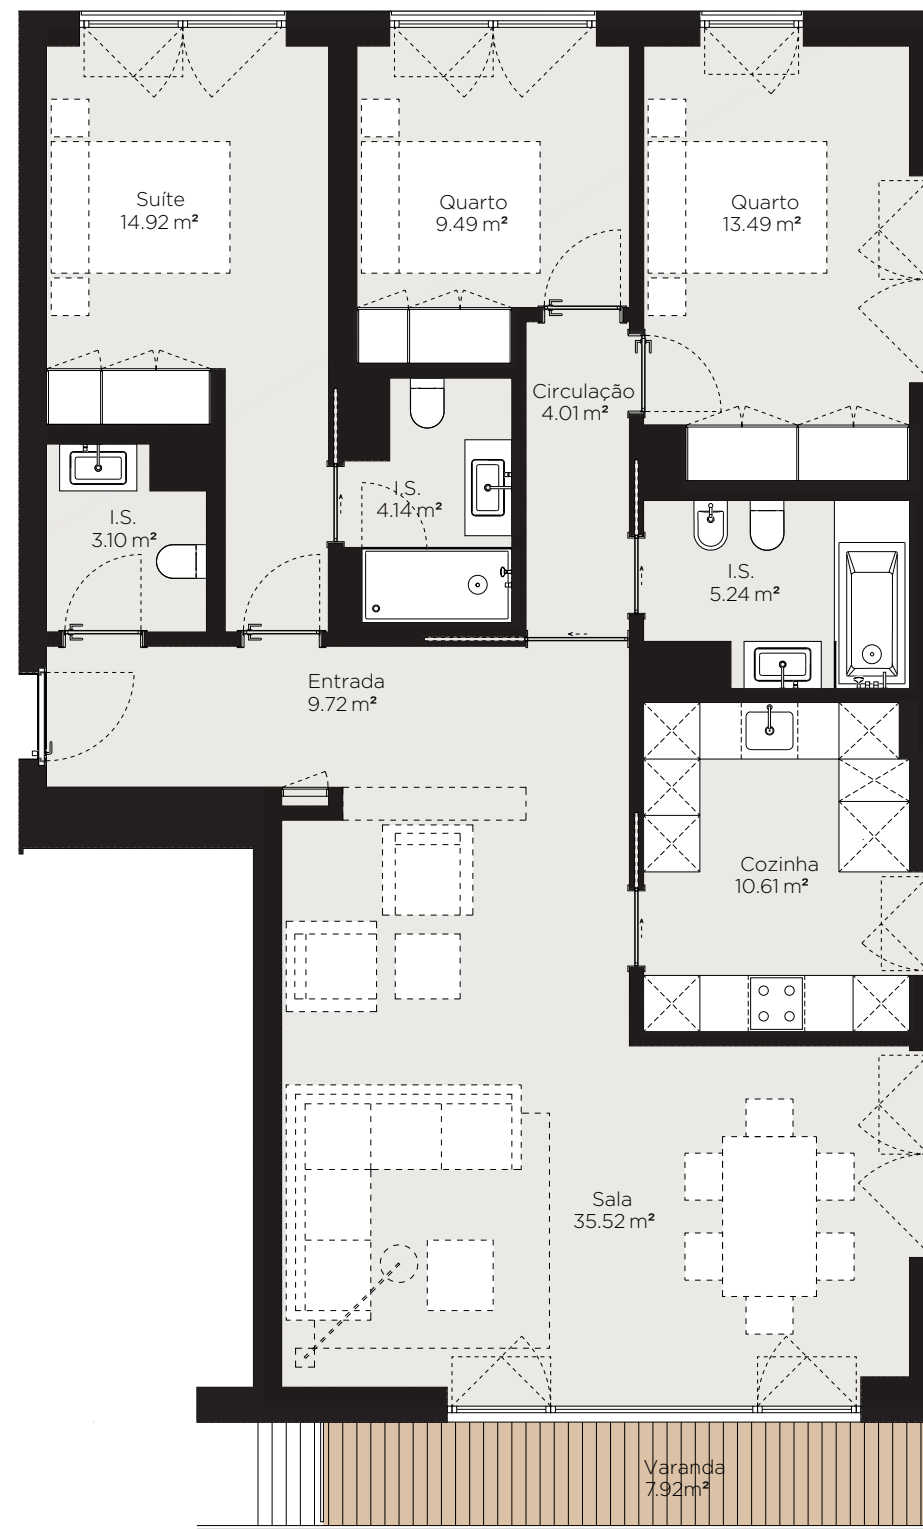 Suíte
14.92 m²
Quarto
9.49 m²
Quarto
13.49 m²
Circulação
4.01 m²
I.S.
4.14 m²
I.S.
3.10 m²
I.S.
5.24 m²
Entrada
9.72 m²
Cozinha
10.61 m²
Sala
35.52 m²
Varanda
7.92m²